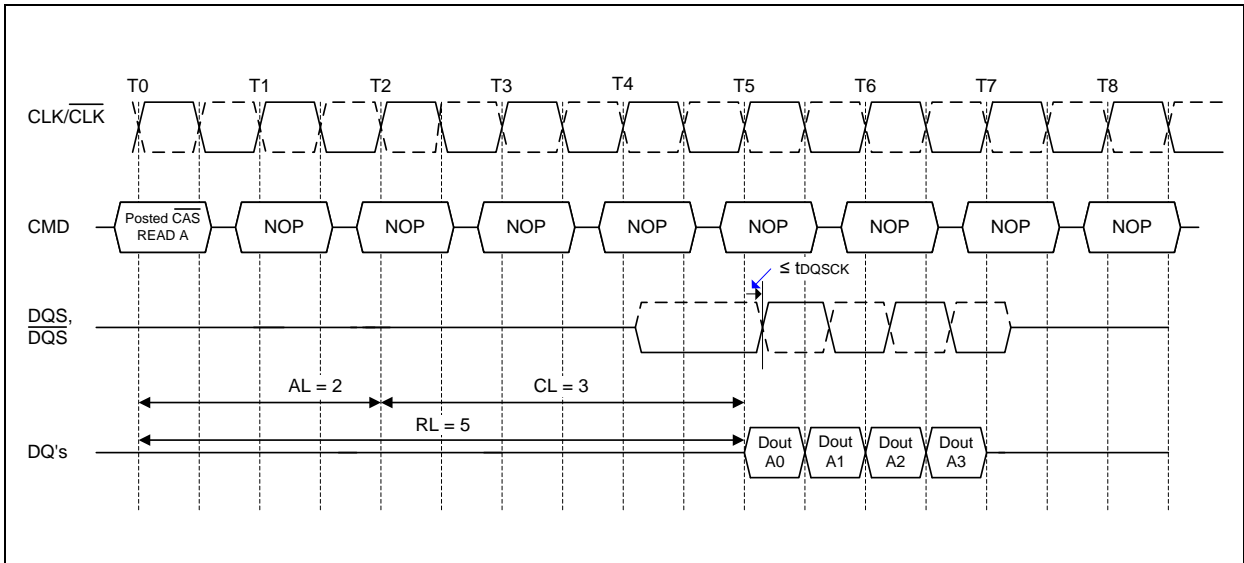 T0 T1 T2 T3 T4 T5 T6 T7 T8
CLK/CLK
CMD
Posted CAS
READ A
NOP NOP NOP NOP NOP NOP NOP NOP
≤ tDQSCK
DQS,
DQS
AL = 2
CL = 3
RL = 5
DQ's
Dout
A0
Dout
A1
Dout
A2
Dout
A3